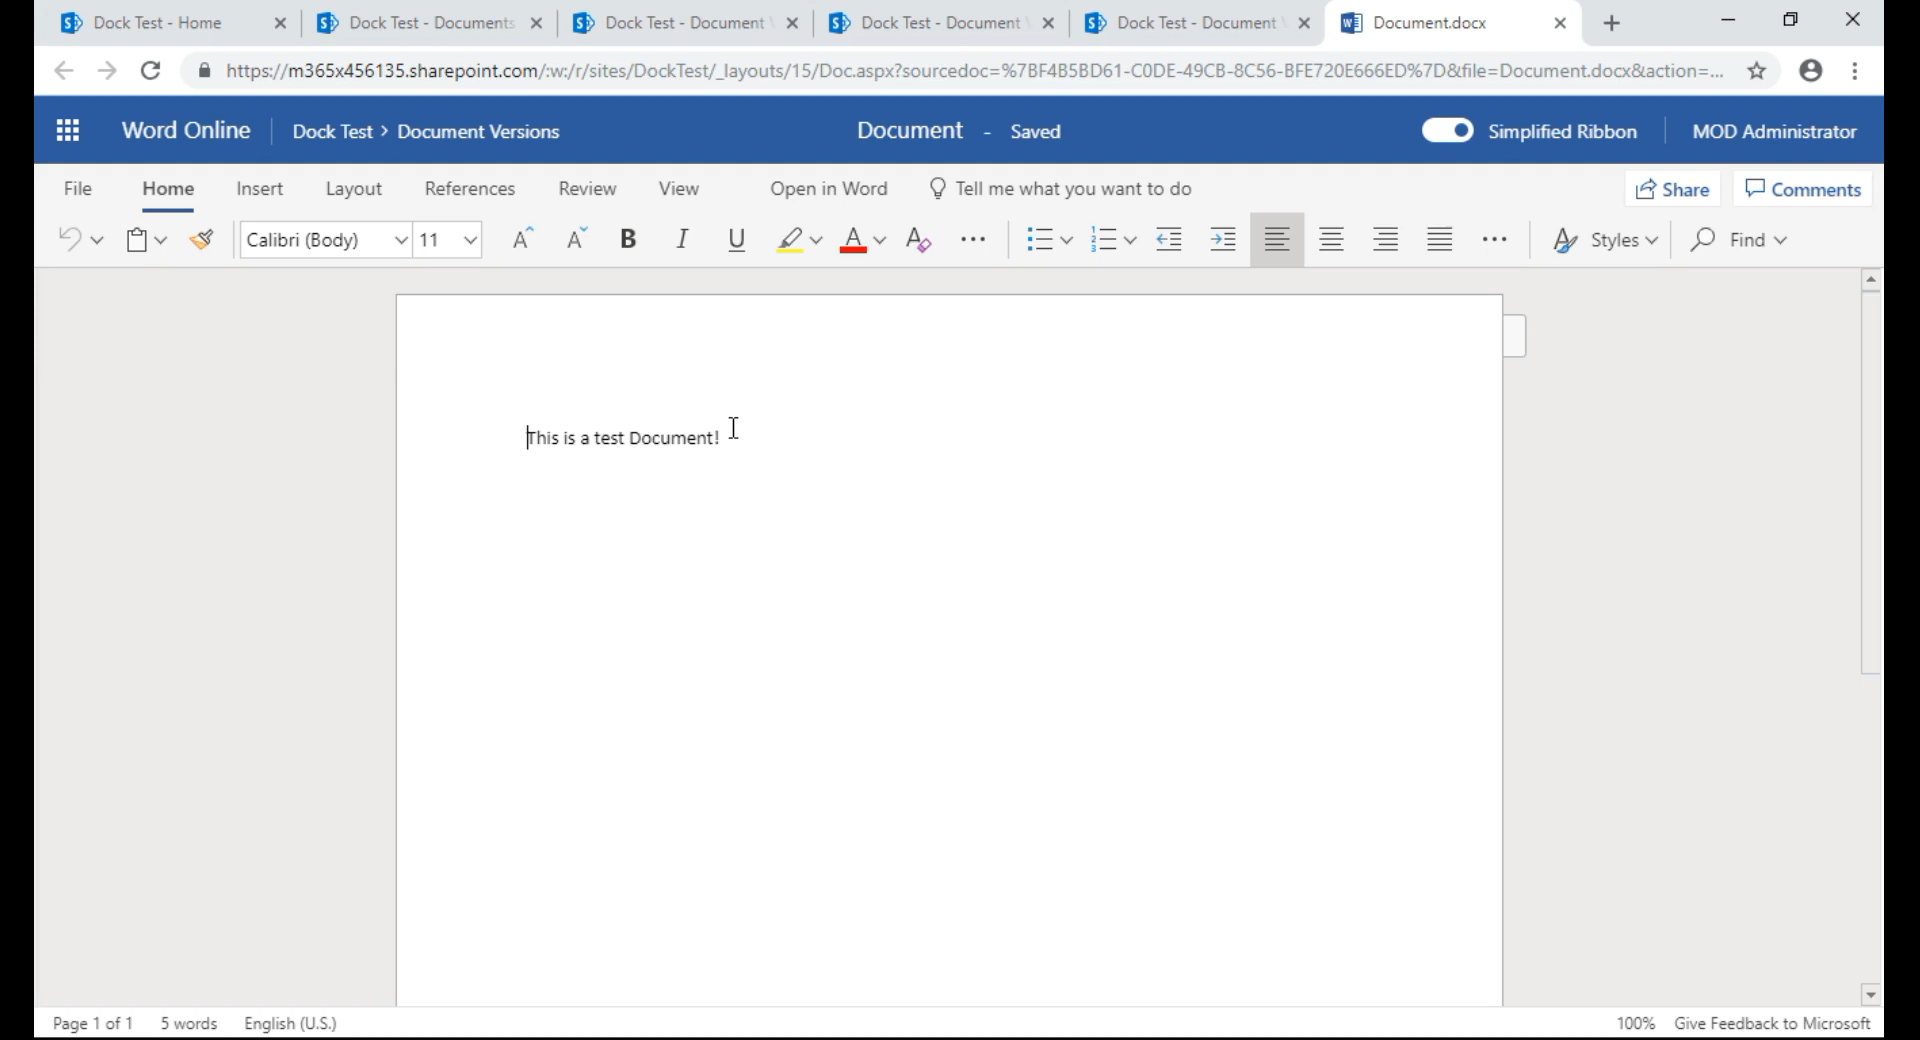 Dock Test - Home
Dock Test - Documents
Dock Test - Document
Dock Test - Document
Dock Test - Document
Document.docx
https://m365x456135.sharepoint.com/:w:/r/sites/DockTest/_layouts/15/Doc.aspx?sourcedoc=%7BF4B5BD61-C0DE-49CB-8C56-BFE720E666ED%7D&file=Document.docx&action=...
Word Online
Dock Test > Document Versions
Document - Saved
Simplified Ribbon
MOD Administrator
File Home Insert Layout References Review View Open in Word Tell me what you want to do Share Comments
Calibri (Body) 11 Styles Find
This is a test Document!
Page 1 of 1 5 words English (U.S.) 100% Give Feedback to Microsoft